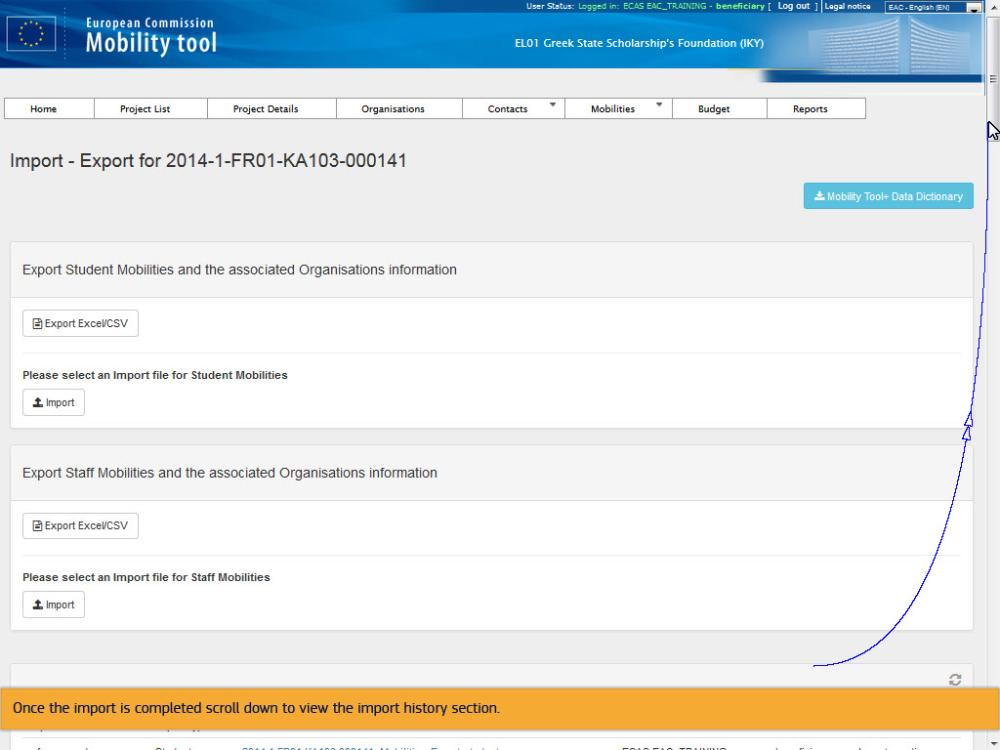 User Status: Logged in: ECAS EAC_TRAINING - beneficiary [ Log out ] Legal notice EAC - English (EN)
European Commission
Mobility tool
EL01 Greek State Scholarship's Foundation (IKY)
Home Project List Project Details Organisations Contacts Mobilities Budget Reports
Import - Export for 2014-1-FR01-KA103-000141
Mobility Tool+ Data Dictionary
Export Student Mobilities and the associated Organisations information
Export Excel/CSV
Please select an Import file for Student Mobilities
Import
Export Staff Mobilities and the associated Organisations information
Export Excel/CSV
Please select an Import file for Staff Mobilities
Import
Once the import is completed scroll down to view the import history section.